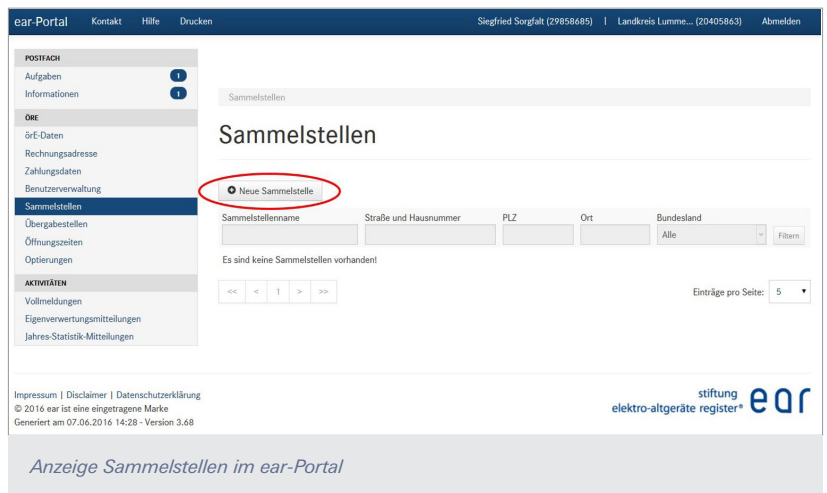 ear-Portal Kontakt Hilfe Drucken Siegfried Sorgfalt (29858685) | Landkreis Lumme... (20405863) Abmelden
POSTFACH
Aufgaben 1
Informationen 1
ÖRE
örE-Daten
Rechnungsadresse
Zahlungsdaten
Benutzerverwaltung
Sammelstellen
Übergabestellen
Öffnungszeiten
Optierungen
AKTIVITÄTEN
Vollmeldungen
Eigenverwertungsmitteilungen
Jahres-Statistik-Mitteilungen
Sammelstellen
Sammelstellen
Neue Sammelstelle
Sammelstellenname Straße und Hausnummer PLZ Ort Bundesland
Alle Filtern
Es sind keine Sammelstellen vorhanden!
<< < 1 > >> Einträge pro Seite: 5
Impressum | Disclaimer | Datenschutzerklärung
© 2016 ear ist eine eingetragene Marke
Generiert am 07.06.2016 14:28 - Version 3.68
stiftung
elektro-altgeräte register® ear
Anzeige Sammelstellen im ear-Portal